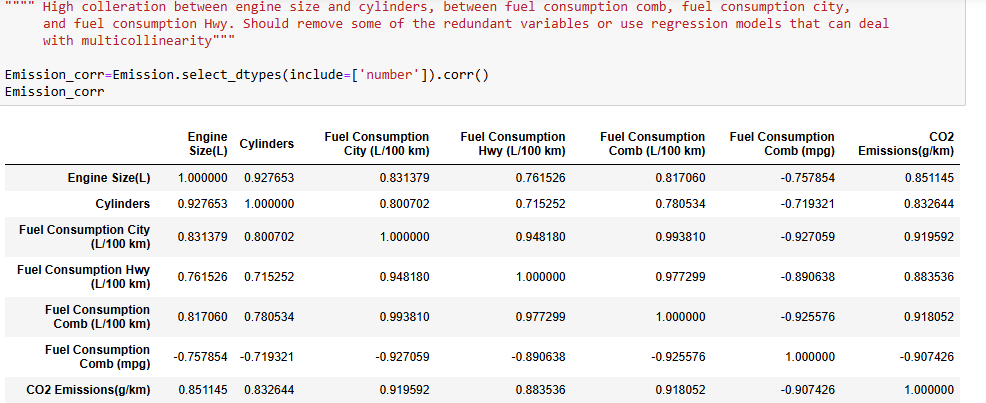 """" High colleration between engine size and cylinders, between fuel consumption comb, fuel consumption city,
and fuel consumption Hwy. Should remove some of the redundant variables or use regression models that can deal
with multicollinearity"""
Emission_corr=Emission.select_dtypes(include=['number']).corr()
Emission_corr
Engine Size(L) Cylinders Fuel Consumption City (L/100 km) Fuel Consumption Hwy (L/100 km) Fuel Consumption Comb (L/100 km) Fuel Consumption Comb (mpg) CO2 Emissions(g/km)
Engine Size(L) 1.000000 0.927653 0.831379 0.761526 0.817060 -0.757854 0.851145
Cylinders 0.927653 1.000000 0.800702 0.715252 0.780534 -0.719321 0.832644
Fuel Consumption City (L/100 km) 0.831379 0.800702 1.000000 0.948180 0.993810 -0.927059 0.919592
Fuel Consumption Hwy (L/100 km) 0.761526 0.715252 0.948180 1.000000 0.977299 -0.890638 0.883536
Fuel Consumption Comb (L/100 km) 0.817060 0.780534 0.993810 0.977299 1.000000 -0.925576 0.918052
Fuel Consumption Comb (mpg) -0.757854 -0.719321 -0.927059 -0.890638 -0.925576 1.000000 -0.907426
CO2 Emissions(g/km) 0.851145 0.832644 0.919592 0.883536 0.918052 -0.907426 1.000000